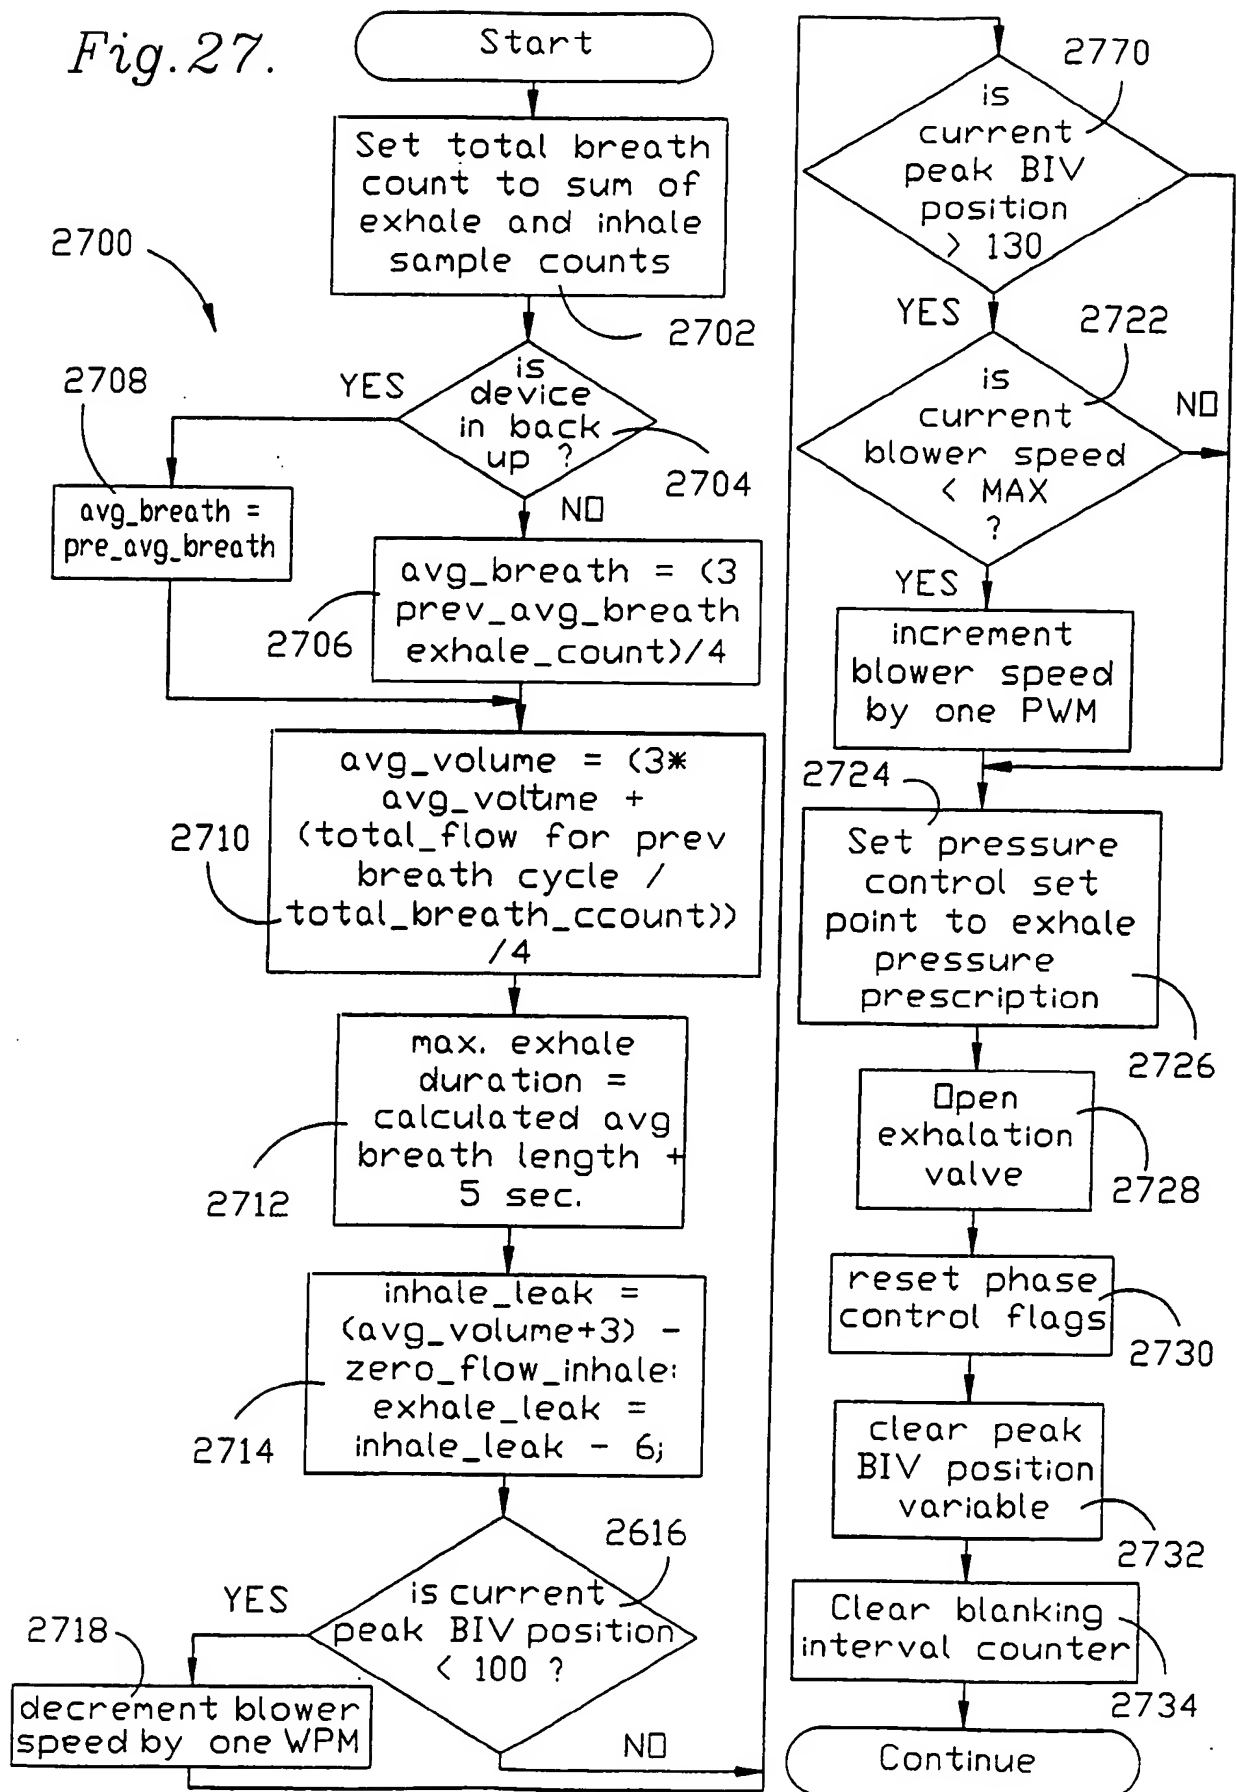 Fig.27.
Start
Set total breath
count to sum of
exhale and inhale
sample counts
2700
2702
is
device
in back
up ?
2704
YES
2708
avg_breath =
pre_avg_breath
NO
avg_breath = (3
prev_avg_breath
exhale_count)/4
2706
avg_volume = (3*
avg_voltime +
(total_flow for prev
breath cycle /
total_breath_ccount))
/4
2710
max. exhale
duration =
calculated avg
breath length +
5 sec.
2712
inhale_leak =
(avg_volume+3) -
zero_flow_inhale:
exhale_leak =
inhale_leak - 6;
2714
2616
is current
peak BIV position
< 100 ?
YES
2718
decrement blower
speed by one WPM
NO
2770
is
current
peak BIV
position
> 130
YES
2722
is
current
blower speed
< MAX
?
NO
YES
increment
blower speed
by one PWM
2724
Set pressure
control set
point to exhale
pressure
prescription
2726
Open
exhalation
valve
2728
reset phase
control flags
2730
clear peak
BIV position
variable
2732
Clear blanking
interval counter
2734
Continue